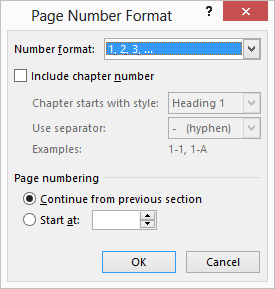 Page Number Format ? ×
Number format: 1, 2, 3, ...
Include chapter number
Chapter starts with style: Heading 1
Use separator: - (hyphen)
Examples: 1-1, 1-A
Page numbering
Continue from previous section
Start at:
OK Cancel